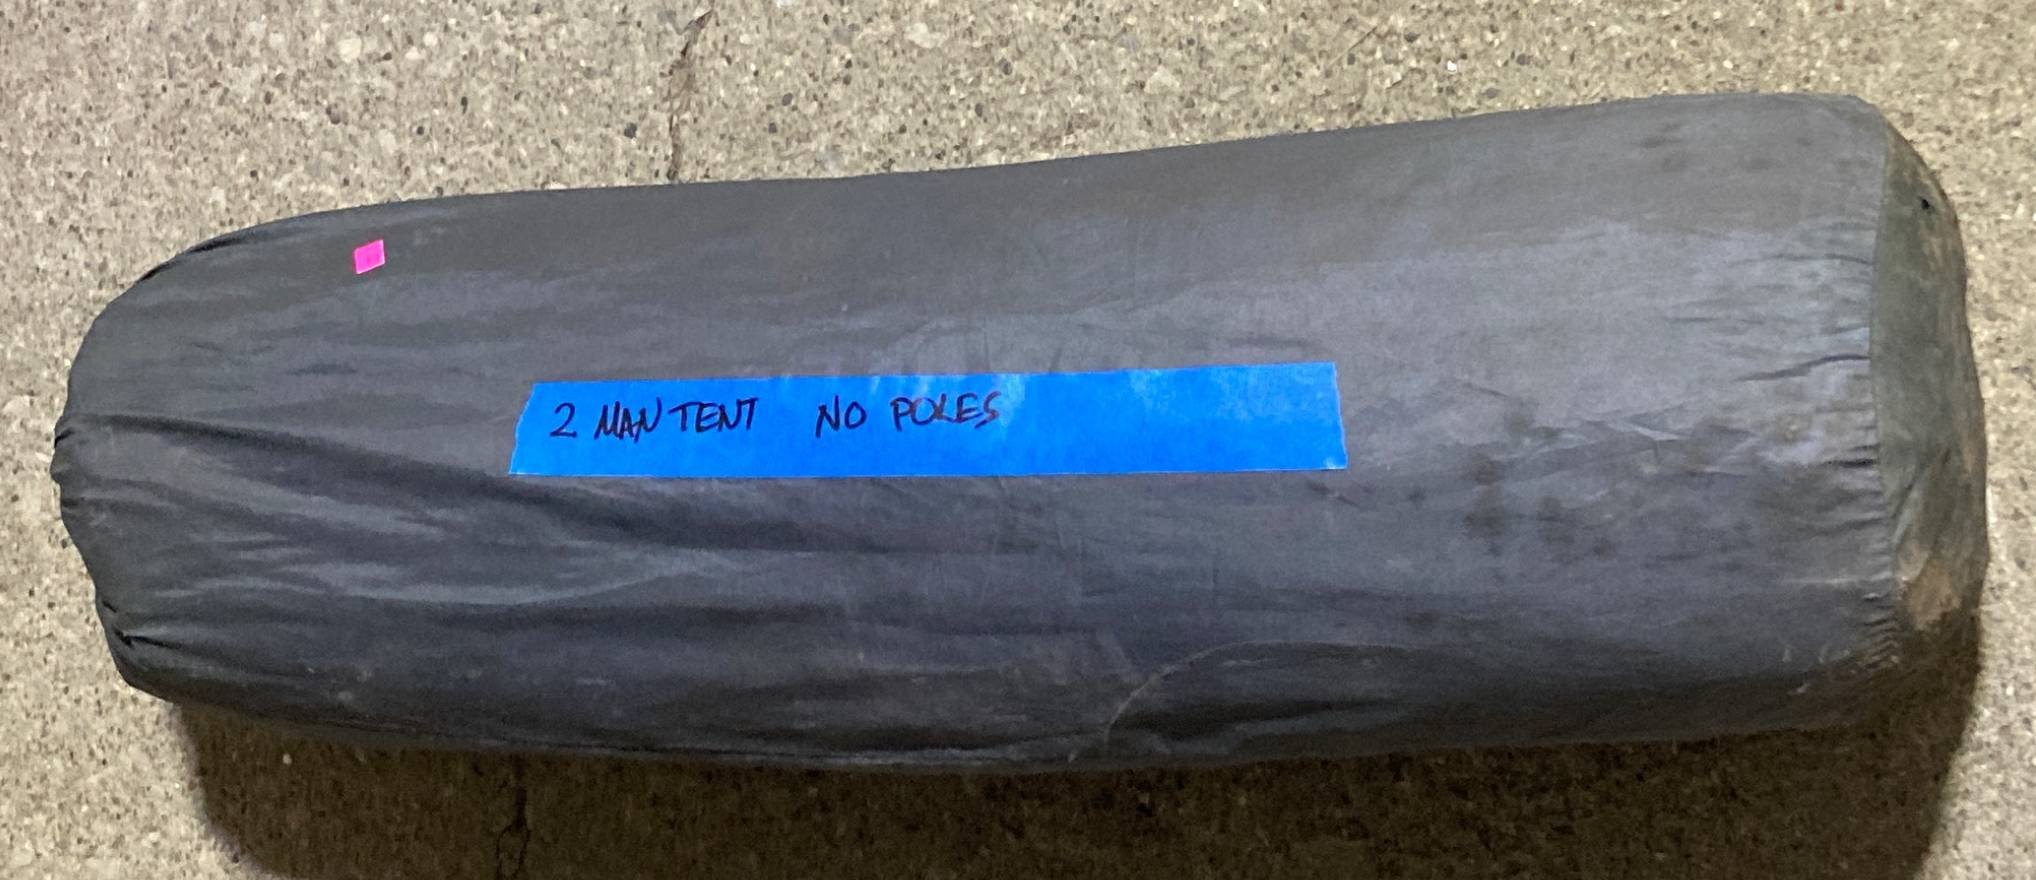 2 MAN TENT NO POLES